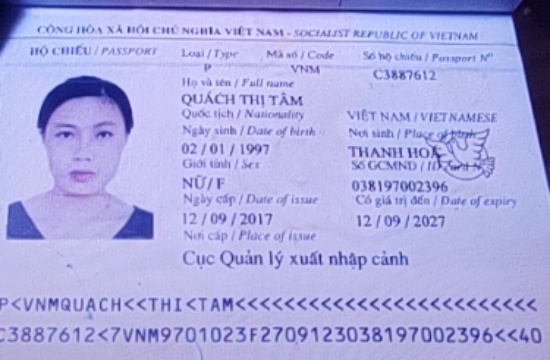 CỘNG HÒA XÃ HỘI CHỦ NGHĨA VIỆT NAM - SOCIALIST REPUBLIC OF VIETNAM
HỘ CHIẾU / PASSPORT Loại / Type Mã số / Code Số hộ chiếu / Passport Nº
P VNM C3887612
Họ và tên / Full name
QUÁCH THỊ TÂM
Quốc tịch / Nationality VIỆT NAM / VIETNAMESE
Ngày sinh / Date of birth Nơi sinh / Place of birth
02 / 01 / 1997 THANH HOÁ
Giới tính / Sex Số GCMND / ID Card Nº
NỮ / F 038197002396
Ngày cấp / Date of issue Có giá trị đến / Date of expiry
12 / 09 / 2017 12 / 09 / 2027
Nơi cấp / Place of issue
Cục Quản lý xuất nhập cảnh
P<VNMQUACH<<THI<TAM<<<<<<<<<<<<<<<<<<<<<<<<<
C3887612<7VNM9701023F2709123038197002396<<40